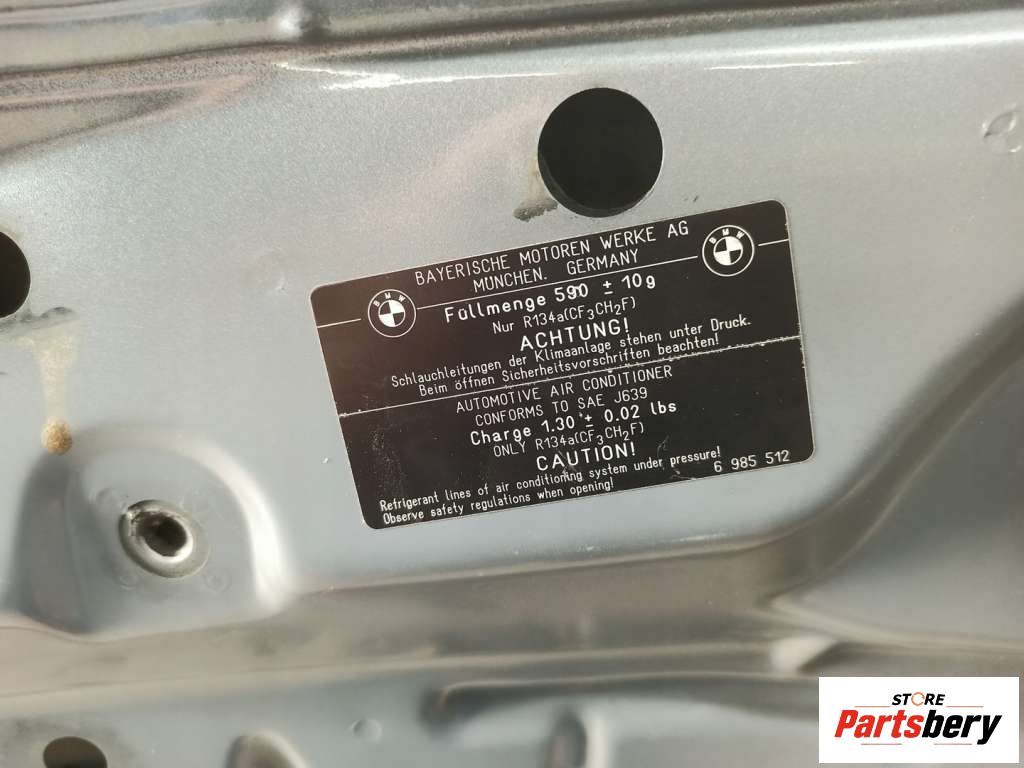 BAYERISCHE MOTOREN WERKE AG
MÜNCHEN. GERMANY
BMW
BMW
Füllmenge 590 ± 10g
Nur R134a(CF3CH2F)
ACHTUNG!
Schlauchleitungen der Klimaanlage stehen unter Druck.
Beim öffnen Sicherheitsvorschriften beachten!
AUTOMOTIVE AIR CONDITIONER
CONFORMS TO SAE J639
Charge 1.30 ± 0.02 lbs
ONLY R134a(CF3CH2F)
CAUTION!
Refrigerant lines of air conditioning system under pressure!
Observe safety regulations when opening!
6 985 512
STORE
Partsbery